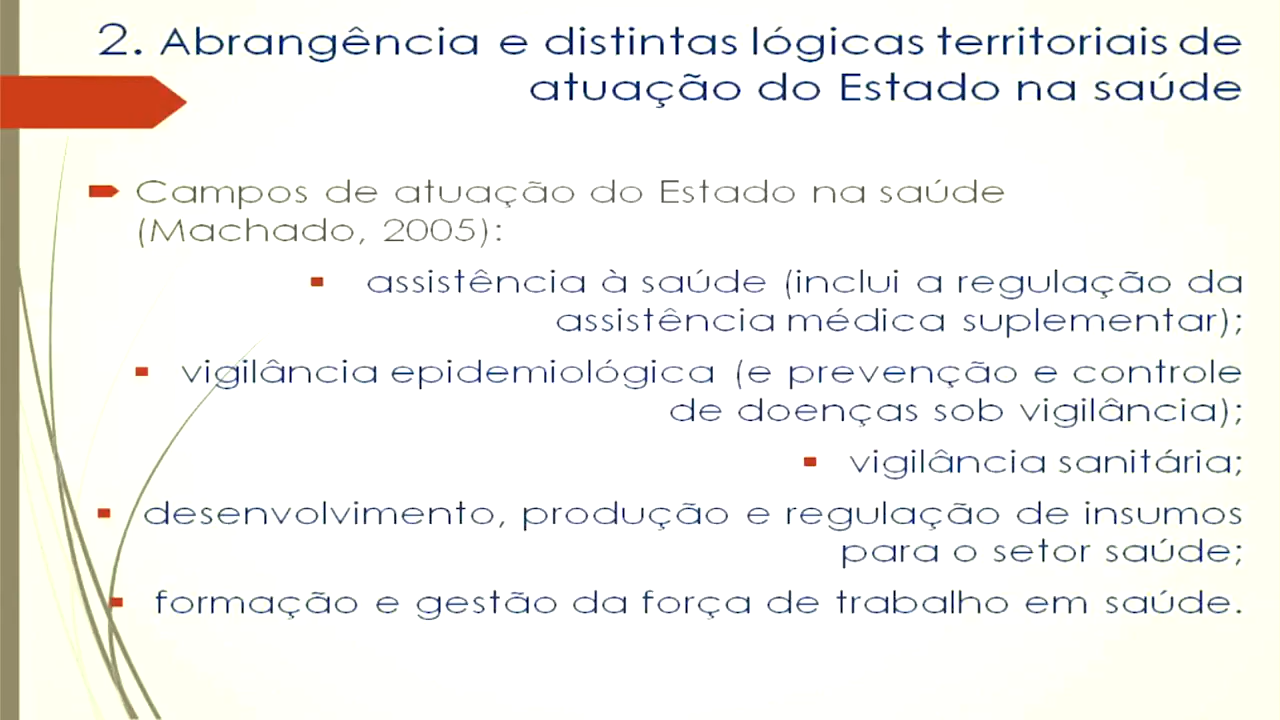 2. Abrangência e distintas lógicas territoriais de
atuação do Estado na saúde
Campos de atuação do Estado na saúde
(Machado, 2005):
assistência à saúde (inclui a regulação da
assistência médica suplementar);
vigilância epidemiológica (e prevenção e controle
de doenças sob vigilância);
vigilância sanitária;
desenvolvimento, produção e regulação de insumos
para o setor saúde;
formação e gestão da força de trabalho em saúde.